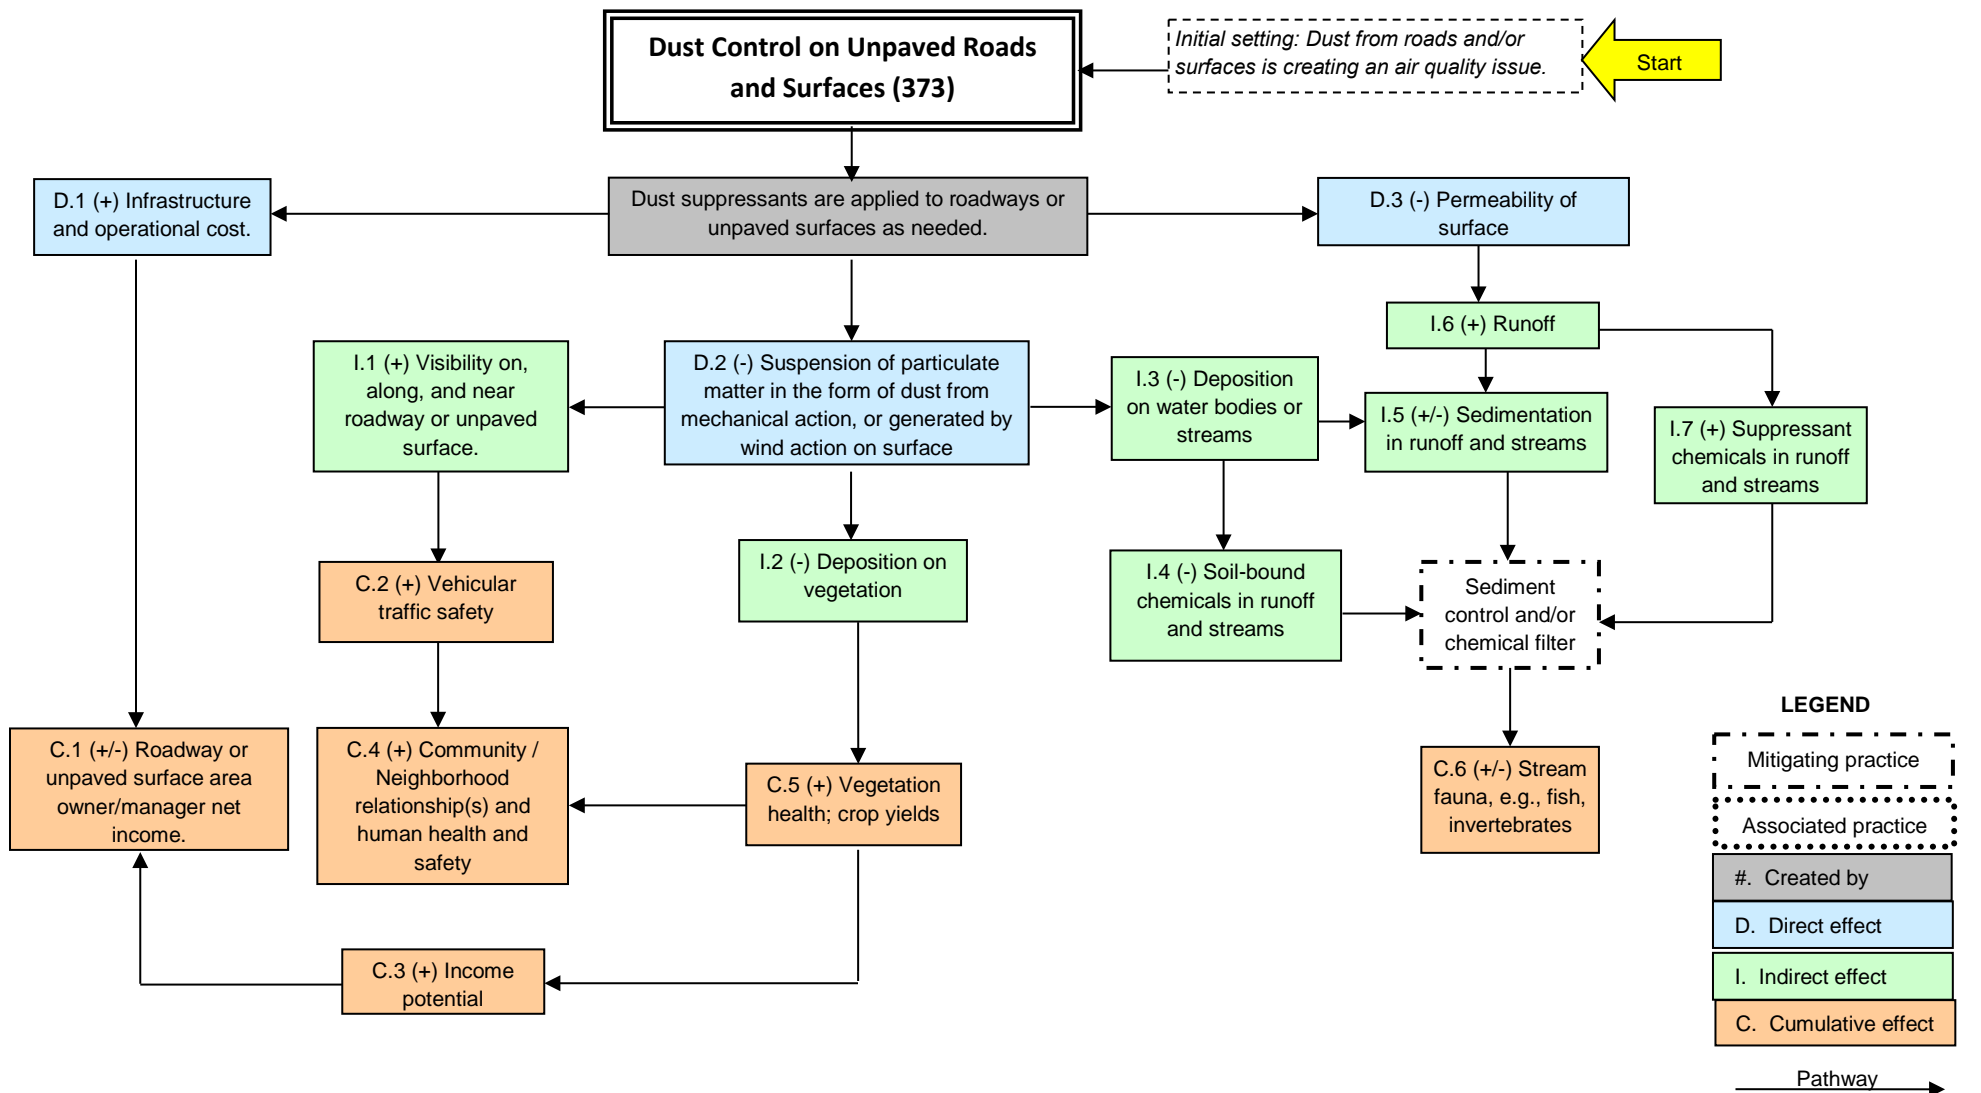 Dust Control on Unpaved Roads
and Surfaces (373)
Initial setting: Dust from roads and/or
surfaces is creating an air quality issue.
Start
D.1 (+) Infrastructure
and operational cost.
Dust suppressants are applied to roadways or
unpaved surfaces as needed.
D.3 (-) Permeability of
surface
I.6 (+) Runoff
I.1 (+) Visibility on,
along, and near
roadway or unpaved
surface.
D.2 (-) Suspension of particulate
matter in the form of dust from
mechanical action, or generated by
wind action on surface
I.3 (-) Deposition
on water bodies or
streams
I.5 (+/-) Sedimentation
in runoff and streams
I.7 (+) Suppressant
chemicals in runoff
and streams
C.2 (+) Vehicular
traffic safety
I.2 (-) Deposition on
vegetation
I.4 (-) Soil-bound
chemicals in runoff
and streams
Sediment
control and/or
chemical filter
C.1 (+/-) Roadway or
unpaved surface area
owner/manager net
income.
C.4 (+) Community /
Neighborhood
relationship(s) and
human health and
safety
C.5 (+) Vegetation
health; crop yields
C.6 (+/-) Stream
fauna, e.g., fish,
invertebrates
C.3 (+) Income
potential
LEGEND
Mitigating practice
Associated practice
#. Created by
D. Direct effect
I. Indirect effect
C. Cumulative effect
Pathway